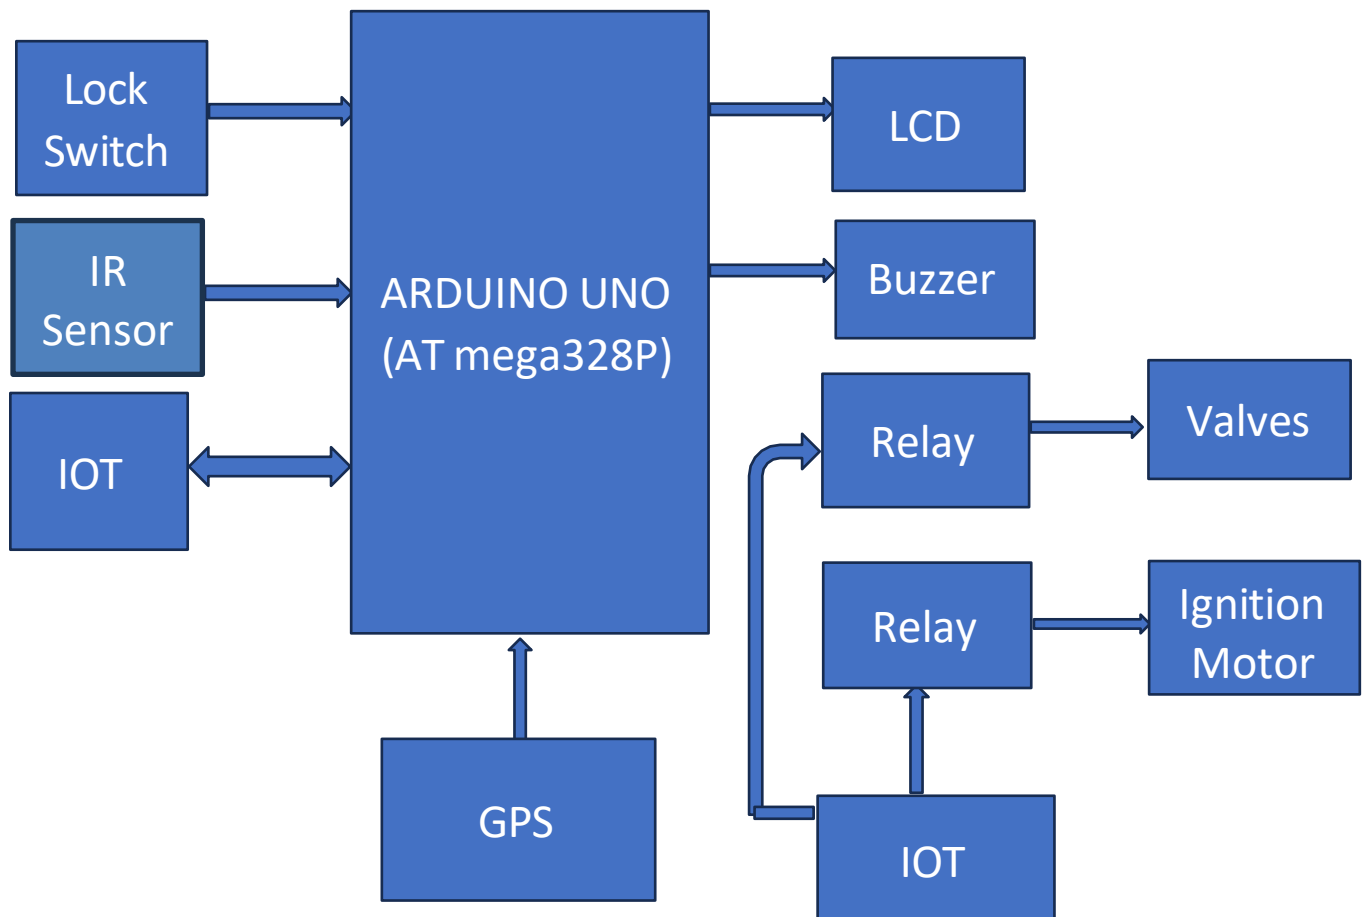 Lock
Switch
IR
Sensor
IOT
ARDUINO UNO
(AT mega328P)
GPS
LCD
Buzzer
Relay
Valves
Relay
Ignition
Motor
IOT